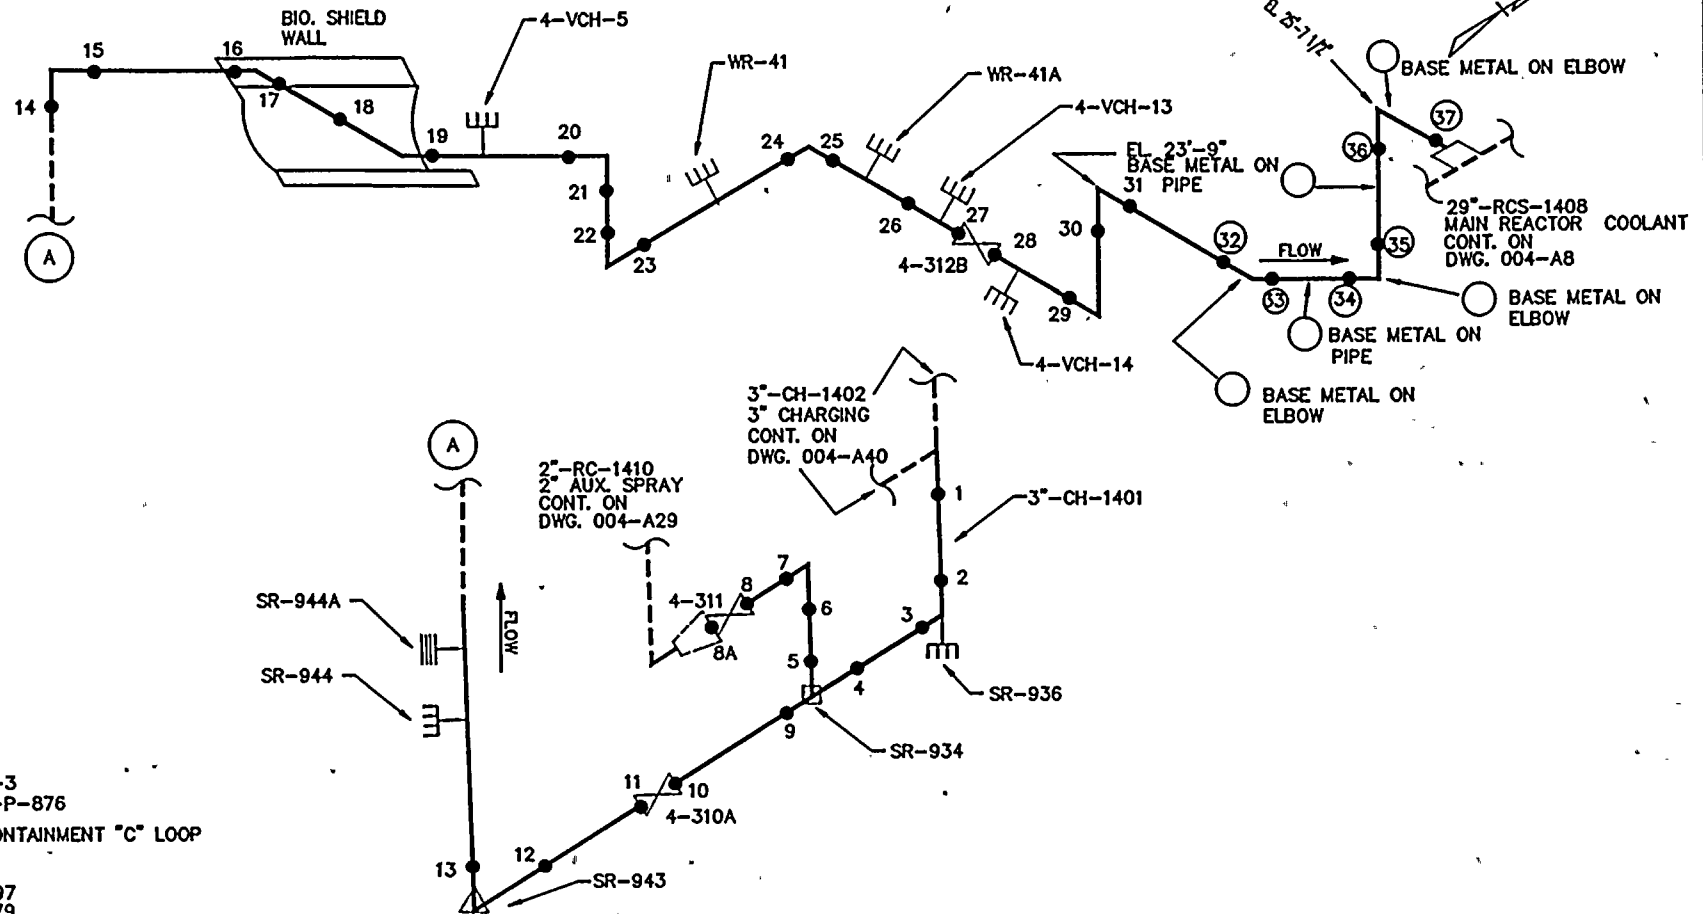 BIO. SHIELD
WALL
4-VCH-5
15
16
17
18
14
19
20
WR-41
WR-41A
4-VCH-13
24
25
21
22
23
26
27
28
4-312B
29
30
EL. 23'-9"
BASE METAL ON
31 PIPE
4-VCH-14
32
FLOW
33
34
35
36
37
EL 25'-7 1/2"
BASE METAL ON ELBOW
29"-RCS-1408
MAIN REACTOR COOLANT
CONT. ON
DWG. 004-A8
BASE METAL ON
ELBOW
BASE METAL ON
PIPE
BASE METAL ON
ELBOW
A
A
2"-RC-1410
2" AUX. SPRAY
CONT. ON
DWG. 004-A29
3"-CH-1402
3" CHARGING
CONT. ON
DWG. 004-A40
1
3"-CH-1401
2
3
4
5
6
7
8
4-311
8A
SR-936
9
SR-934
SR-944A
FLOW
SR-944
10
11
4-310A
12
13
SR-943
-3
-P-876
ONTAINMENT "C" LOOP
97